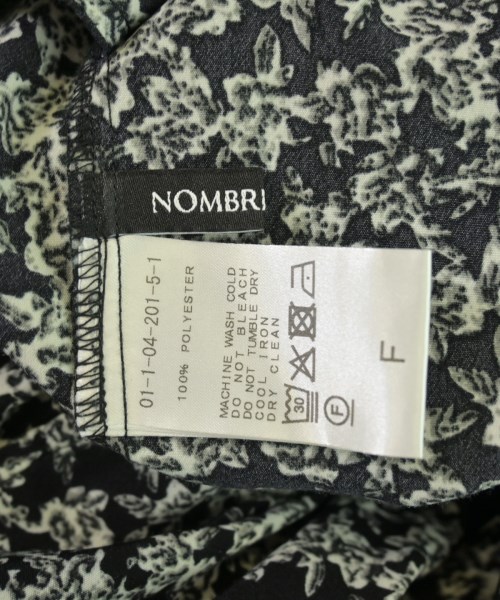 NOMBRE
01-1-04-201-5-1
100% POLYESTER
MACHINE WASH COLD
DO NOT BLEACH
DO NOT TUMBLE DRY
COOL IRON
DRY CLEAN
30
F
F